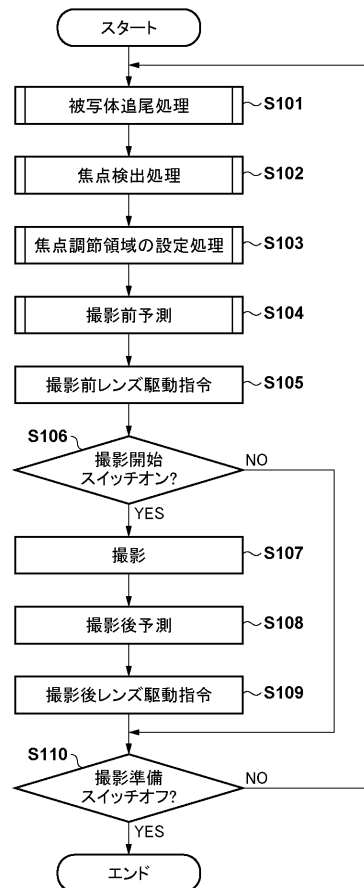 スタート
被写体追尾処理
S101
焦点検出処理
S102
焦点調節領域の設定処理
S103
撮影前予測
S104
撮影前レンズ駆動指令
S105
S106
撮影開始
スイッチオン?
NO
YES
撮影
S107
撮影後予測
S108
撮影後レンズ駆動指令
S109
S110
撮影準備
スイッチオフ?
NO
YES
エンド